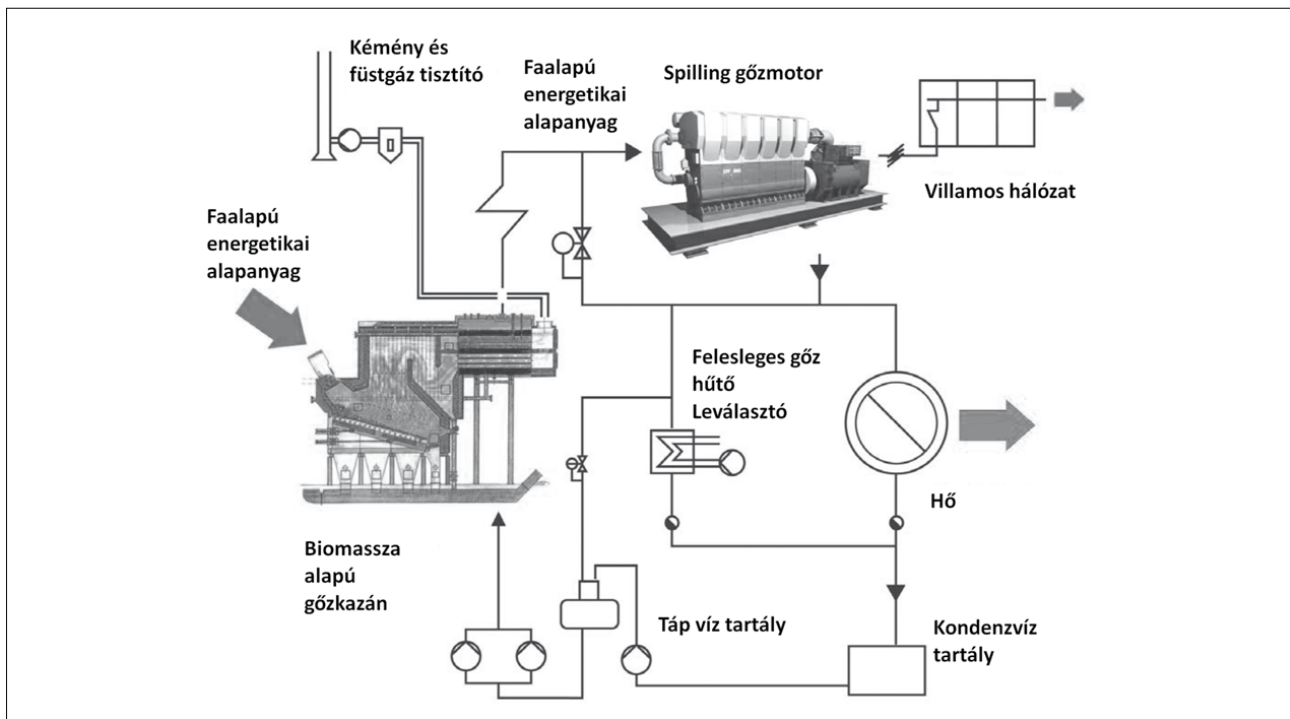 Kémény és
füstgáz tisztító
Faalapú
energetikai
alapanyag
Spilling gőzmotor
Villamos hálózat
Faalapú
energetikai
alapanyag
Felesleges gőz
hűtő
Leválasztó
Hő
Biomassza
alapú
gőzkazán
Táp víz tartály
Kondenzvíz
tartály